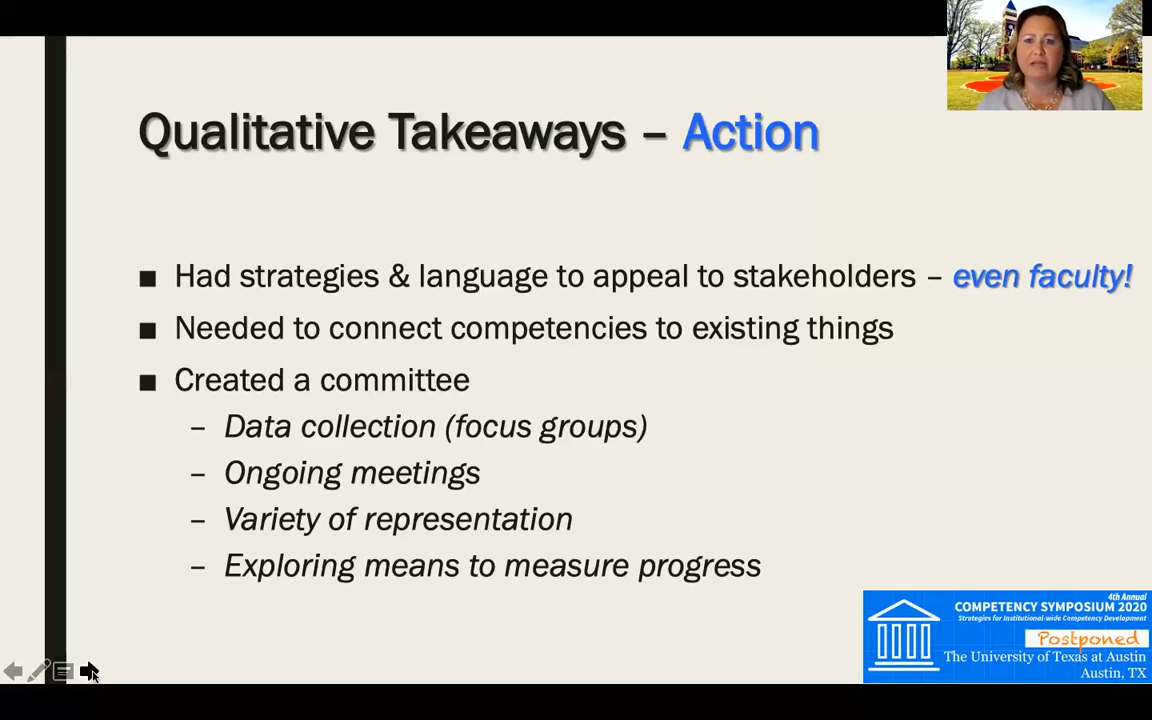 Qualitative Takeaways – Action
■ Had strategies & language to appeal to stakeholders – even faculty!
■ Needed to connect competencies to existing things
■ Created a committee
– Data collection (focus groups)
– Ongoing meetings
– Variety of representation
– Exploring means to measure progress
4th Annual
COMPETENCY SYMPOSIUM 2020
Strategies for Institutional-wide Competency Development
Postponed
The University of Texas at Austin
Austin, TX